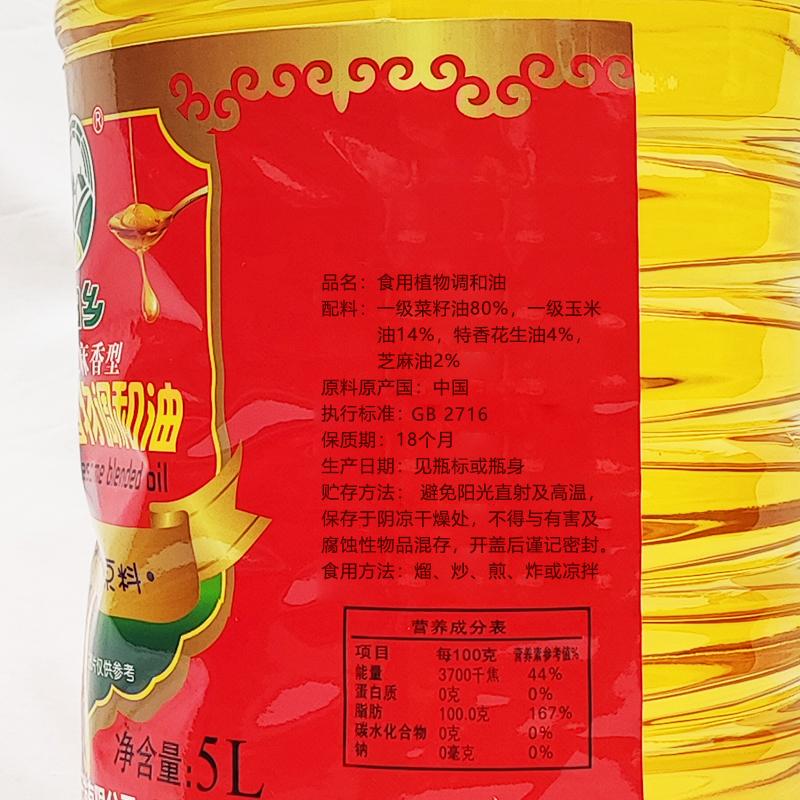 ®
乡
香型
调和油
blended oil
料
仅供参考
净含量:5L
品名：食用植物调和油
配料：一级菜籽油80%，一级玉米
油14%，特香花生油4%，
芝麻油2%
原料原产国：中国
执行标准：GB 2716
保质期：18个月
生产日期：见瓶标或瓶身
贮存方法： 避免阳光直射及高温，
保存于阴凉干燥处，不得与有害及
腐蚀性物品混存，开盖后谨记密封。
食用方法：熘、炒、煎、炸或凉拌
营养成分表
项目 每100克 营养素参考值%
能量 3700千焦 44%
蛋白质 0克 0%
脂肪 100.0克 167%
碳水化合物 0克 0%
钠 0毫克 0%